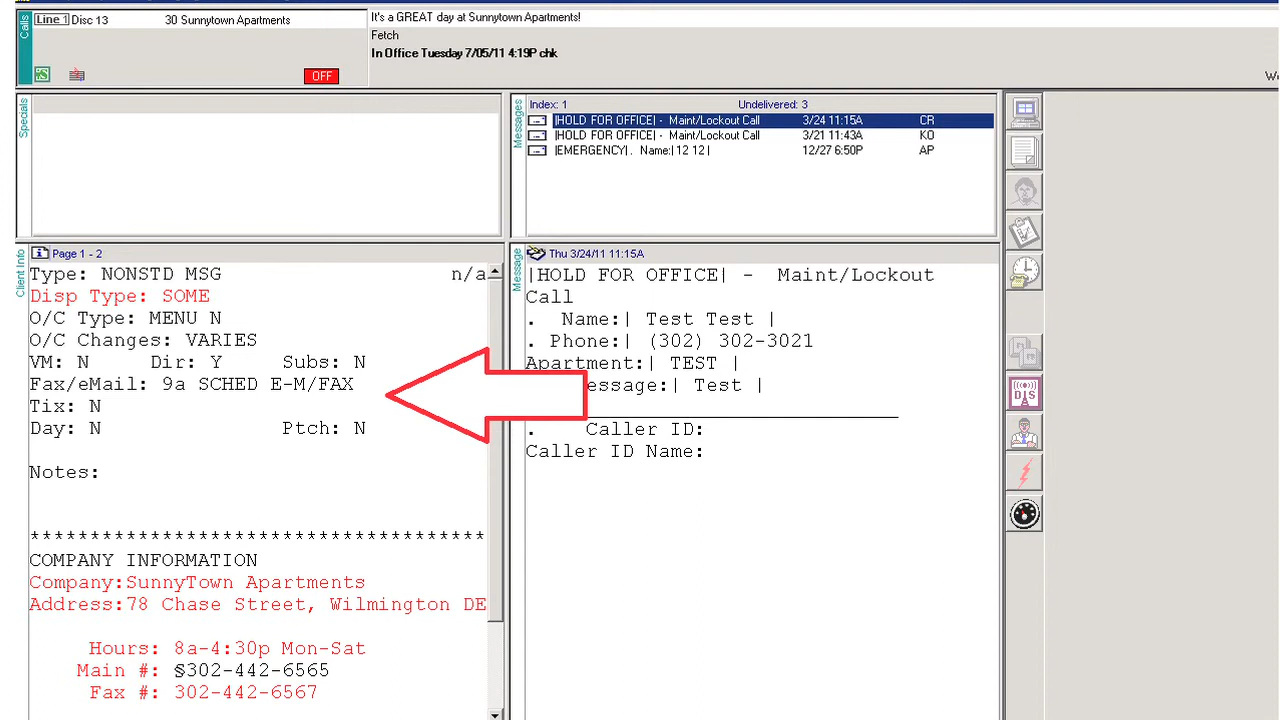 Calls
Line 1 Disc 13 30 Sunnytown Apartments
It's a GREAT day at Sunnytown Apartments!
Fetch
In Office Tuesday 7/05/11 4:19P chk
OFF
Specials
Messages
Index: 1 Undelivered: 3
|HOLD FOR OFFICE| - Maint/Lockout Call 3/24 11:15A CR
|HOLD FOR OFFICE| - Maint/Lockout Call 3/21 11:43A KO
|EMERGENCY| . Name:| 12 12 | 12/27 6:50P AP
Client Info
Page 1 - 2
Type: NONSTD MSG n/a
Disp Type: SOME
O/C Type: MENU N
O/C Changes: VARIES
VM: N Dir: Y Subs: N
Fax/eMail: 9a SCHED E-M/FAX
Tix: N
Day: N Ptch: N
Notes:
**************************************
COMPANY INFORMATION
Company:SunnyTown Apartments
Address:78 Chase Street, Wilmington DE
Hours: 8a-4:30p Mon-Sat
Main #: §302-442-6565
Fax #: 302-442-6567
Message
Thu 3/24/11 11:15A
|HOLD FOR OFFICE| - Maint/Lockout
Call
. Name:| Test Test |
. Phone:| (302) 302-3021
Apartment:| TEST |
essage:| Test |
. Caller ID:
Caller ID Name:
DIS